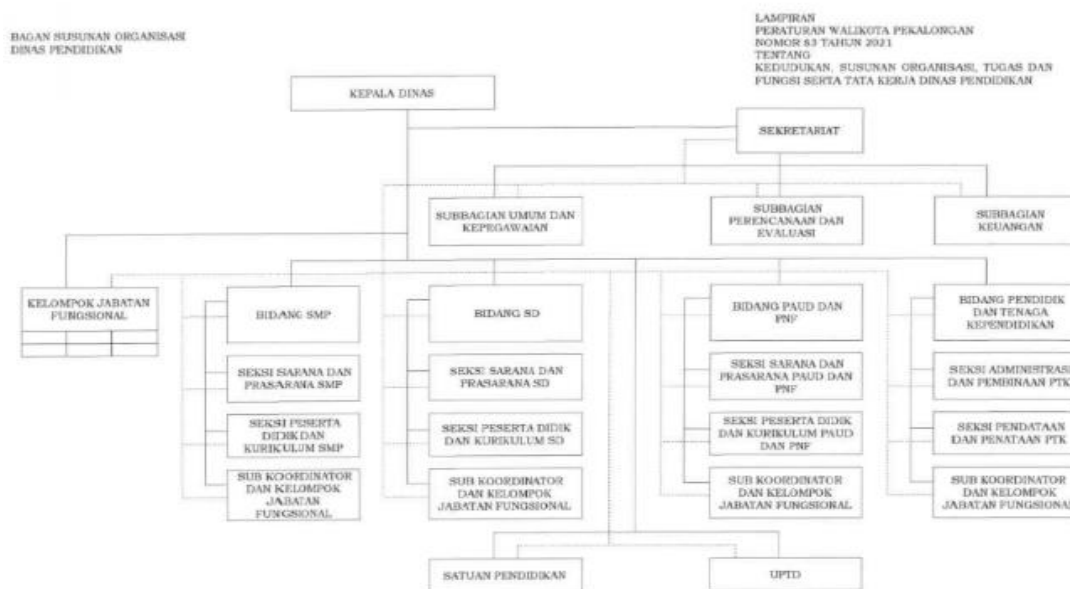 BAGAN SUSUNAN ORGANISASI
DINAS PENDIDIKAN
LAMPIRAN
PERATURAN WALIKOTA PEKALONGAN
NOMOR 83 TAHUN 2021
TENTANG
KEDUDUKAN, SUSUNAN ORGANISASI, TUGAS DAN
FUNGSI SERTA TATA KERJA DINAS PENDIDIKAN
KEPALA DINAS
SEKRETARIAT
SUBBAGIAN UMUM DAN
KEPEGAWAIAN
SUBBAGIAN
PERENCANAAN DAN
EVALUASI
SUBBAGIAN
KEUANGAN
KELOMPOK JABATAN
FUNGSIONAL
BIDANG SMP
BIDANG SD
BIDANG PAUD DAN
PNF
BIDANG PENDIDIK
DAN TENAGA
KEPENDIDIKAN
SEKSI SARANA DAN
PRASARANA SMP
SEKSI SARANA DAN
PRASARANA SD
SEKSI SARANA DAN
PRASARANA PAUD DAN
PNF
SEKSI ADMINISTRASI
DAN PEMBINAAN PTK
SEKSI PESERTA
DIDIK DAN
KURIKULUM SMP
SEKSI PESERTA DIDIK
DAN KURIKULUM SD
SEKSI PESERTA DIDIK
DAN KURIKULUM PAUD
DAN PNF
SEKSI PENDATAAN
DAN PENATAAN PTK
SUB KOORDINATOR
DAN KELOMPOK
JABATAN
FUNGSIONAL
SUB KOORDINATOR
DAN KELOMPOK
JABATAN FUNGSIONAL
SUB KOORDINATOR
DAN KELOMPOK
JABATAN FUNGSIONAL
SUB KOORDINATOR
DAN KELOMPOK
JABATAN FUNGSIONAL
SATUAN PENDIDIKAN
UPTD